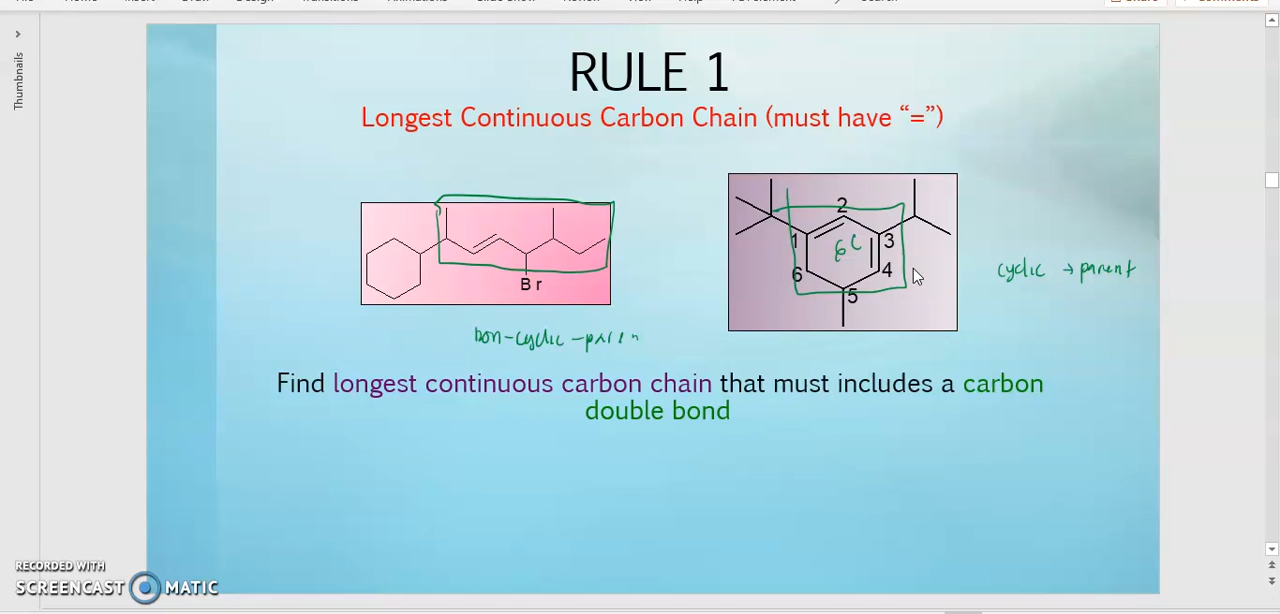 Thumbnails
RULE 1
Longest Continuous Carbon Chain (must have “=”)
2
1
6C
3
6
4
5
Br
cyclic → parent
Find longest continuous carbon chain that must includes a carbon
double bond
RECORDED WITH
SCREENCAST MATIC